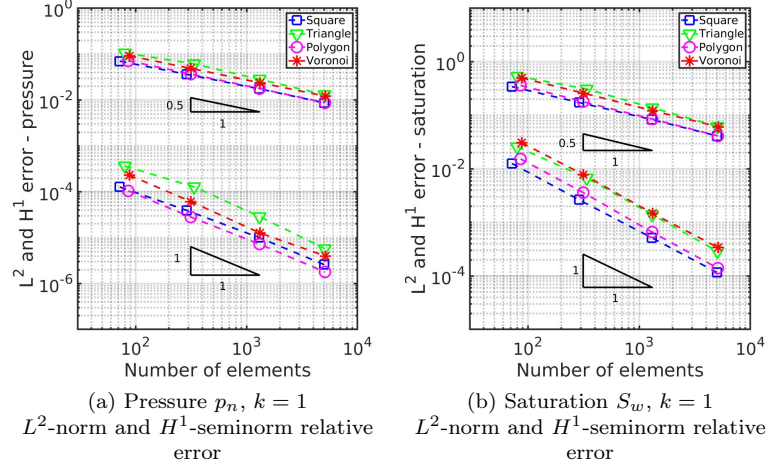 10^0
10^-2
10^-4
10^-6
L^2 and H^1 error - pressure
Square
Triangle
Polygon
Voronoi
0.5
1
1
1
10^2
10^3
10^4
Number of elements
(a) Pressure p_n, k = 1
L^2-norm and H^1-seminorm relative
error
10^0
10^-2
10^-4
L^2 and H^1 error - saturation
Square
Triangle
Polygon
Voronoi
0.5
1
1
1
10^2
10^3
10^4
Number of elements
(b) Saturation S_w, k = 1
L^2-norm and H^1-seminorm relative
error